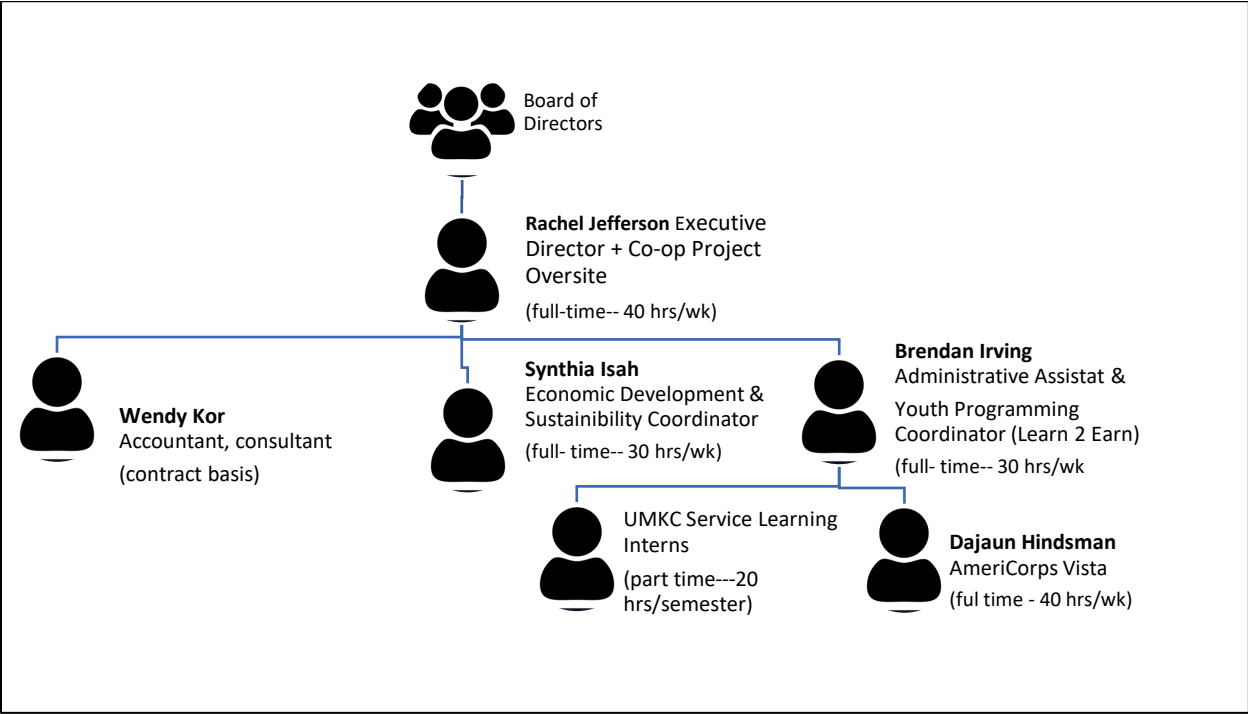 Board of
Directors
Rachel Jefferson Executive
Director + Co-op Project
Oversite
(full-time-- 40 hrs/wk)
Wendy Kor
Accountant, consultant
(contract basis)
Synthia Isah
Economic Development &
Sustainibility Coordinator
(full- time-- 30 hrs/wk)
Brendan Irving
Administrative Assistat &
Youth Programming
Coordinator (Learn 2 Earn)
(full- time-- 30 hrs/wk
UMKC Service Learning
Interns
(part time---20
hrs/semester)
Dajaun Hindsman
AmeriCorps Vista
(ful time - 40 hrs/wk)